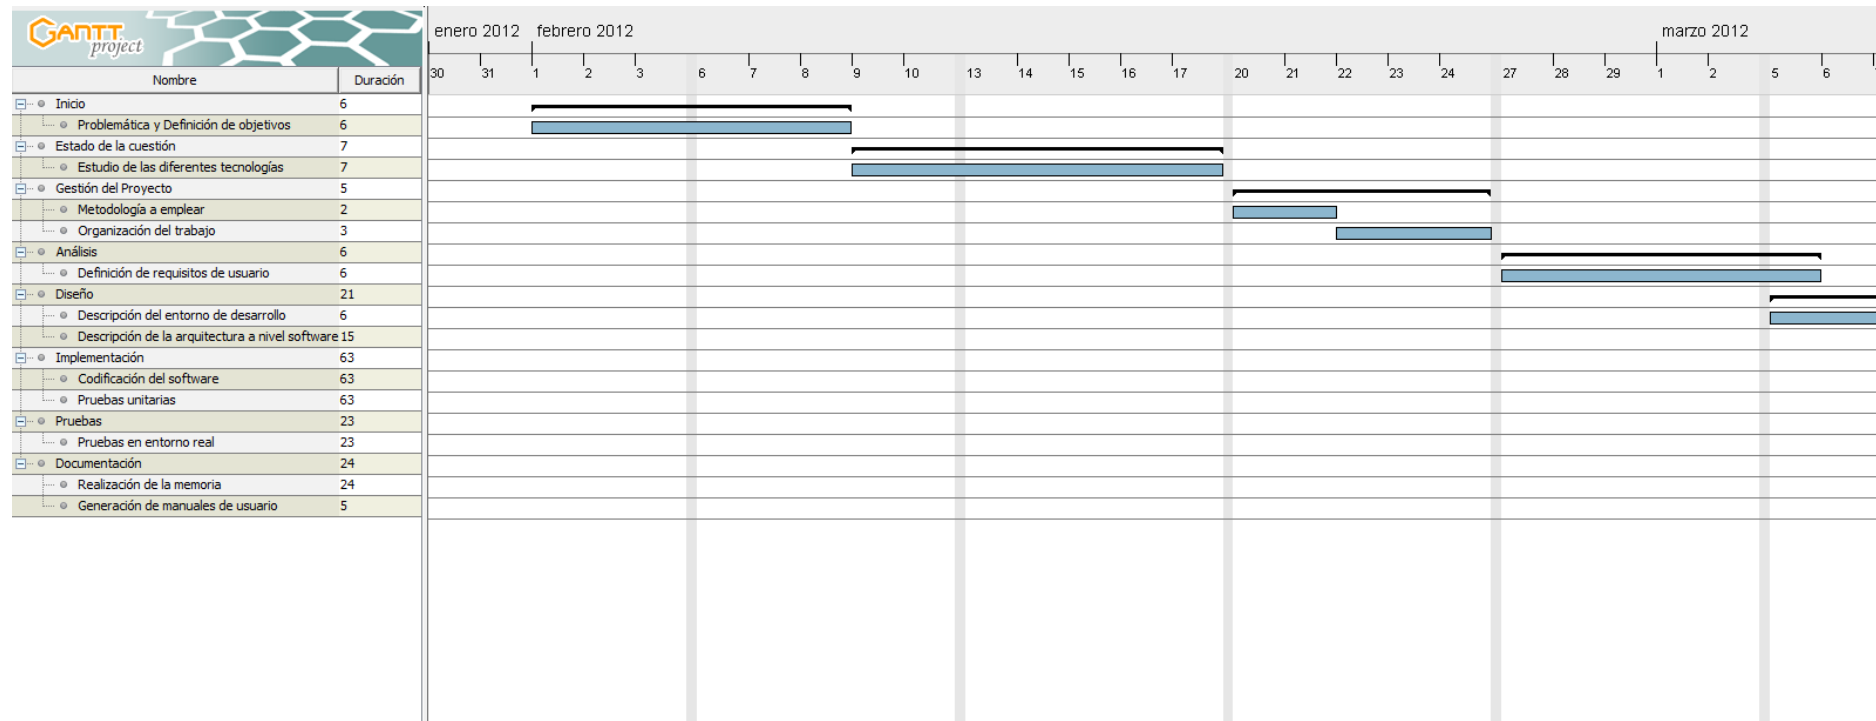 GANTT
project
enero 2012 febrero 2012 marzo 2012
Nombre Duración 30 31 1 2 3 6 7 8 9 10 13 14 15 16 17 20 21 22 23 24 27 28 29 1 2 5 6
Inicio 6
Problemática y Definición de objetivos 6
Estado de la cuestión 7
Estudio de las diferentes tecnologías 7
Gestión del Proyecto 5
Metodología a emplear 2
Organización del trabajo 3
Análisis 6
Definición de requisitos de usuario 6
Diseño 21
Descripción del entorno de desarrollo 6
Descripción de la arquitectura a nivel software 15
Implementación 63
Codificación del software 63
Pruebas unitarias 63
Pruebas 23
Pruebas en entorno real 23
Documentación 24
Realización de la memoria 24
Generación de manuales de usuario 5